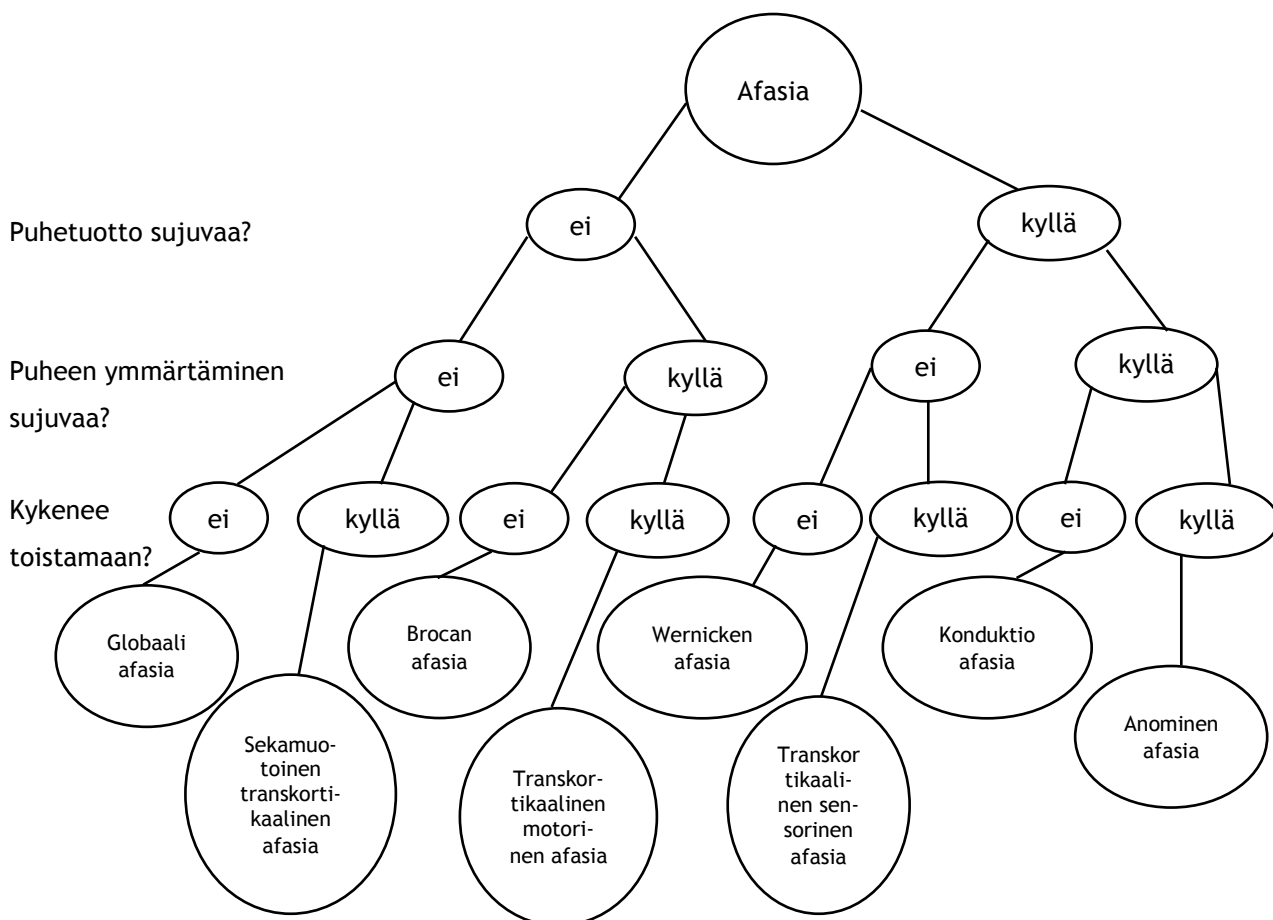 Afasia
Puhetuotto sujuvaa?
ei
kyllä
Puheen ymmärtäminen
sujuvaa?
ei
kyllä
ei
kyllä
Kykenee
toistamaan?
ei
kyllä
ei
kyllä
ei
kyllä
ei
kyllä
Globaali
afasia
Sekamuo-
toinen
transkorti-
kaalinen
afasia
Brocan
afasia
Transkor-
tikaalinen
motori-
nen afasia
Wernicken
afasia
Transkor
tikaali-
nen sen-
sorinen
afasia
Konduktio
afasia
Anominen
afasia